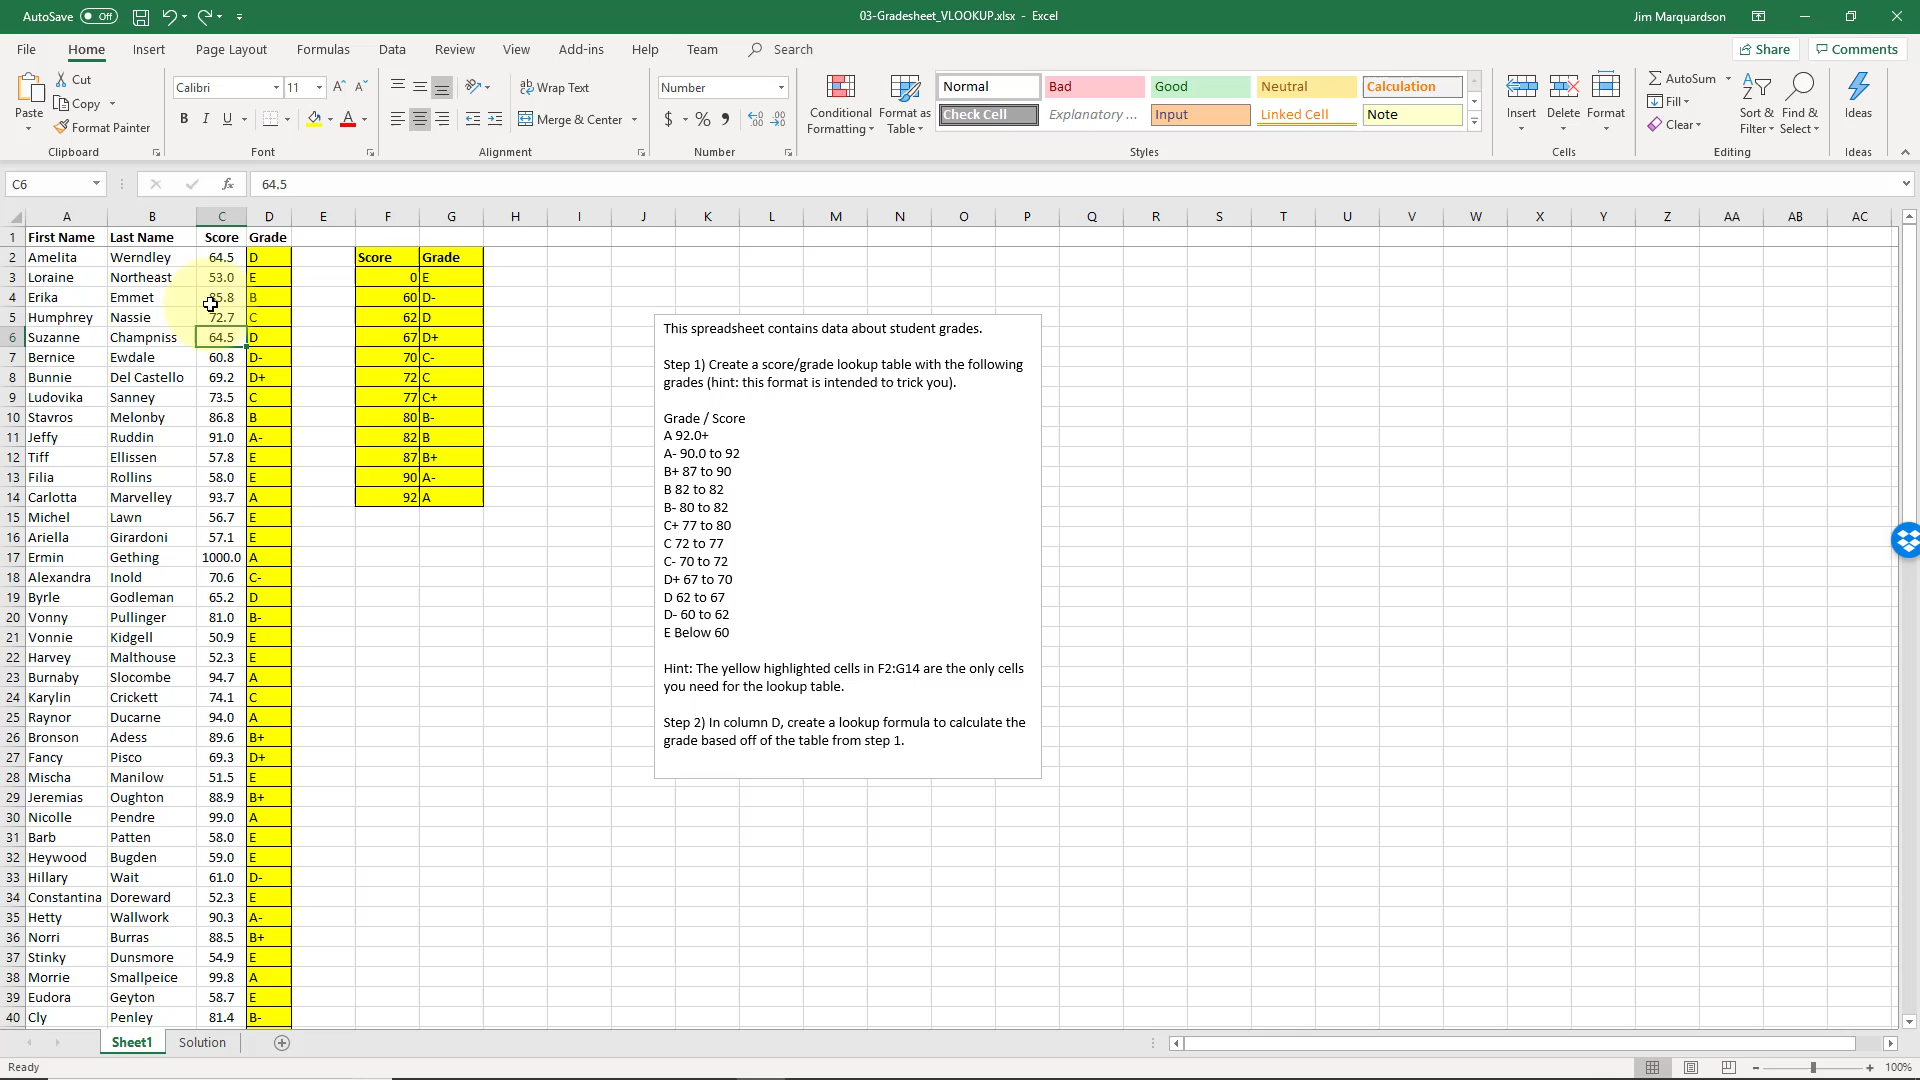 AutoSave Off 03-Gradesheet_VLOOKUP.xlsx - Excel Jim Marquardson
File Home Insert Page Layout Formulas Data Review View Add-ins Help Team Search Share Comments
Paste Cut Copy Format Painter Clipboard
Calibri 11 B I U A Font
Wrap Text Merge & Center Alignment
Number $ % 9 Number
Conditional Formatting Format as Table
Normal Bad Good Neutral Calculation
Check Cell Explanatory ... Input Linked Cell Note
Styles
Insert Delete Format Cells
AutoSum Fill Clear Sort & Filter Find & Select Editing
Ideas Ideas
C6 fx 64.5
A B C D E F G H I J K L M N O P Q R S T U V W X Y Z AA AB AC
1 First Name Last Name Score Grade
2 Amelita Werndley 64.5 D Score Grade
3 Loraine Northeast 53.0 E 0 E
4 Erika Emmet 85.8 B 60 D-
5 Humphrey Nassie 72.7 C 62 D
6 Suzanne Champniss 64.5 D 67 D+
7 Bernice Ewdale 60.8 D- 70 C-
8 Bunnie Del Castello 69.2 D+ 72 C
9 Ludovika Sanney 73.5 C 77 C+
10 Stavros Melonby 86.8 B 80 B-
11 Jeffy Ruddin 91.0 A- 82 B
12 Tiff Ellissen 57.8 E 87 B+
13 Filia Rollins 58.0 E 90 A-
14 Carlotta Marvelley 93.7 A 92 A
15 Michel Lawn 56.7 E
16 Ariella Girardoni 57.1 E
17 Ermin Gething 1000.0 A
18 Alexandra Inold 70.6 C-
19 Byrle Godleman 65.2 D
20 Vonny Pullinger 81.0 B-
21 Vonnie Kidgell 50.9 E
22 Harvey Malthouse 52.3 E
23 Burnaby Slocombe 94.7 A
24 Karylin Crickett 74.1 C
25 Raynor Ducarne 94.0 A
26 Bronson Adess 89.6 B+
27 Fancy Pisco 69.3 D+
28 Mischa Manilow 51.5 E
29 Jeremias Oughton 88.9 B+
30 Nicolle Pendre 99.0 A
31 Barb Patten 58.0 E
32 Heywood Bugden 59.0 E
33 Hillary Wait 61.0 D-
34 Constantina Doreward 52.3 E
35 Hetty Wallwork 90.3 A-
36 Norri Burras 88.5 B+
37 Stinky Dunsmore 54.9 E
38 Morrie Smallpeice 99.8 A
39 Eudora Geyton 58.7 E
40 Cly Penley 81.4 B-
This spreadsheet contains data about student grades.
Step 1) Create a score/grade lookup table with the following
grades (hint: this format is intended to trick you).
Grade / Score
A 92.0+
A- 90.0 to 92
B+ 87 to 90
B 82 to 82
B- 80 to 82
C+ 77 to 80
C 72 to 77
C- 70 to 72
D+ 67 to 70
D 62 to 67
D- 60 to 62
E Below 60
Hint: The yellow highlighted cells in F2:G14 are the only cells
you need for the lookup table.
Step 2) In column D, create a lookup formula to calculate the
grade based off of the table from step 1.
Sheet1 Solution
Ready 100%